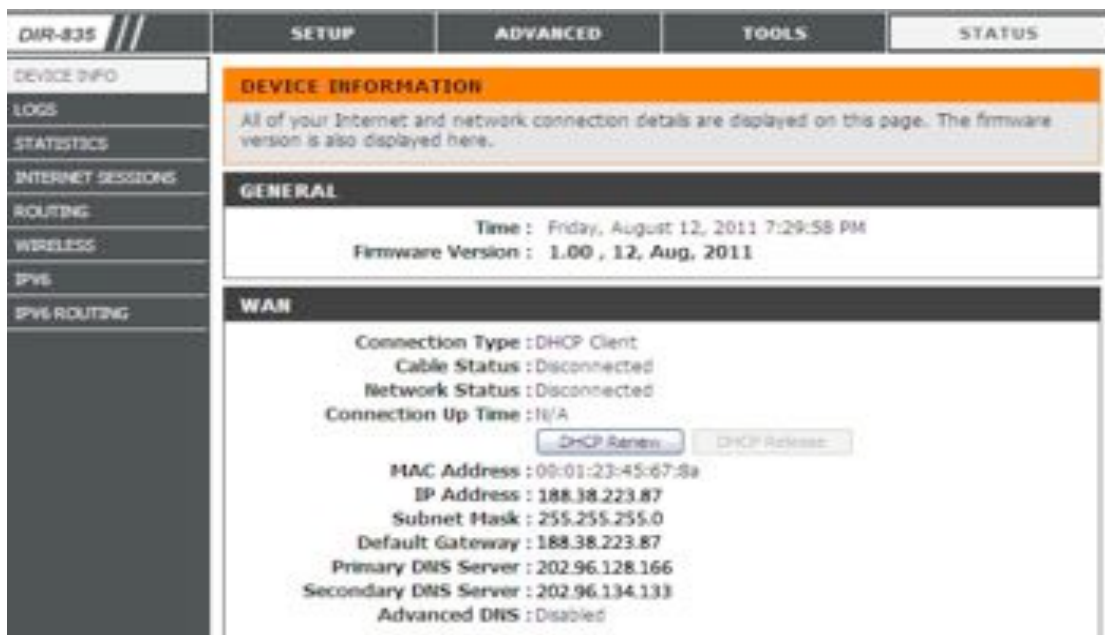 DIR-835
SETUP
ADVANCED
TOOLS
STATUS
DEVICE INFO
LOGS
STATISTICS
INTERNET SESSIONS
ROUTING
WIRELESS
IPV6
IPV6 ROUTING
DEVICE INFORMATION
All of your Internet and network connection details are displayed on this page. The firmware
version is also displayed here.
GENERAL
Time : Friday, August 12, 2011 7:29:58 PM
Firmware Version : 1.00 , 12, Aug, 2011
WAN
Connection Type : DHCP Client
Cable Status : Disconnected
Network Status : Disconnected
Connection Up Time : N/A
DHCP Renew DHCP Release
MAC Address : 00:01:23:45:67:8a
IP Address : 188.38.223.87
Subnet Mask : 255.255.255.0
Default Gateway : 188.38.223.87
Primary DNS Server : 202.96.128.166
Secondary DNS Server : 202.96.134.133
Advanced DNS : Disabled